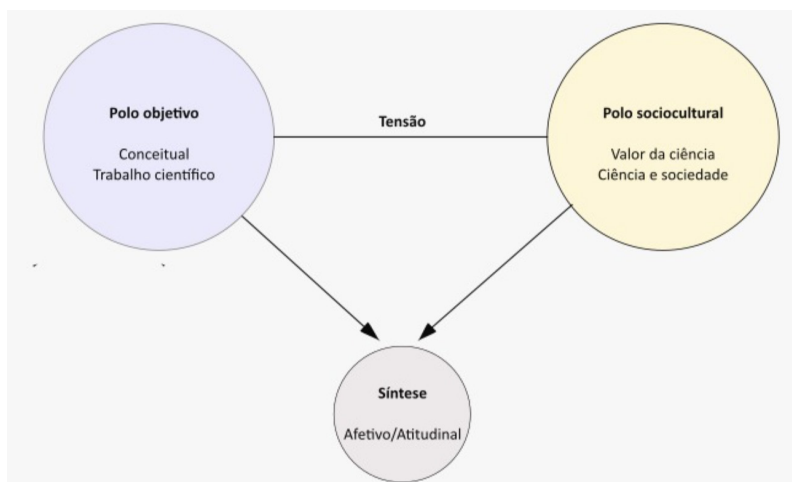 Polo objetivo
Conceitual
Trabalho científico
Tensão
Polo sociocultural
Valor da ciência
Ciência e sociedade
Síntese
Afetivo/Atitudinal